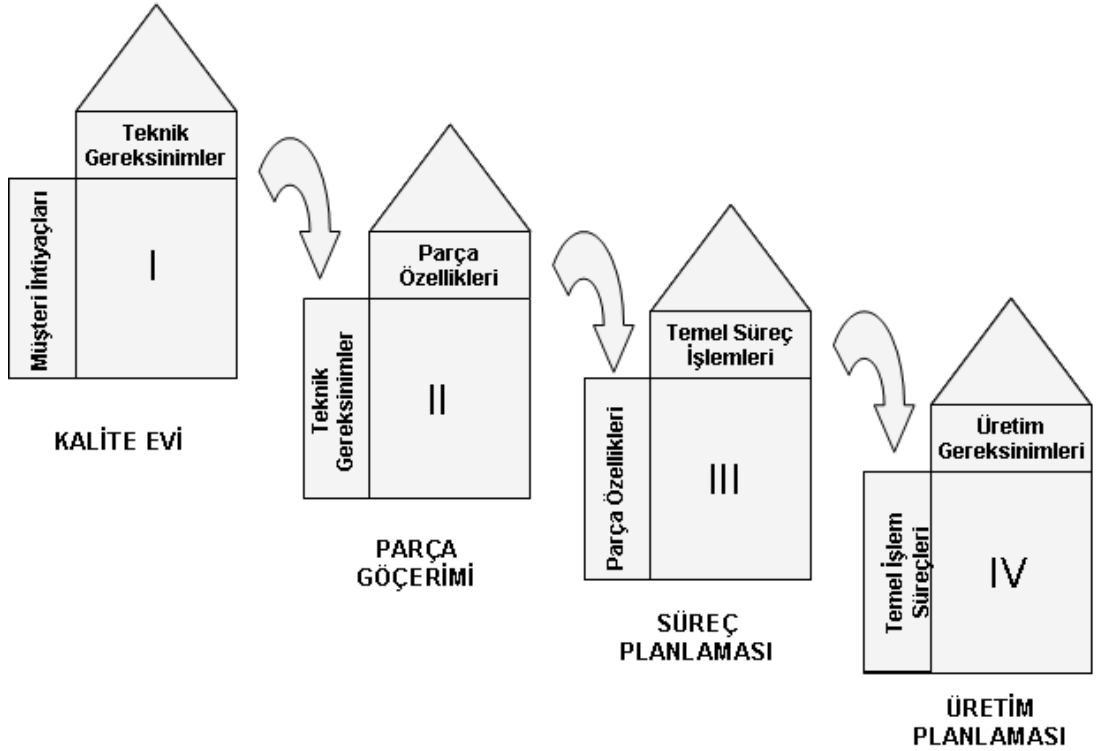 Teknik
Gereksinimler
Müşteri İhtiyaçları
I
KALİTE EVİ
Parça
Özellikleri
Teknik
Gereksinimler
II
PARÇA
GÖÇERİMİ
Temel Süreç
İşlemleri
Parça Özellikleri
III
SÜREÇ
PLANLAMASI
Üretim
Gereksinimleri
Temel İşlem
Süreçleri
IV
ÜRETİM
PLANLAMASI